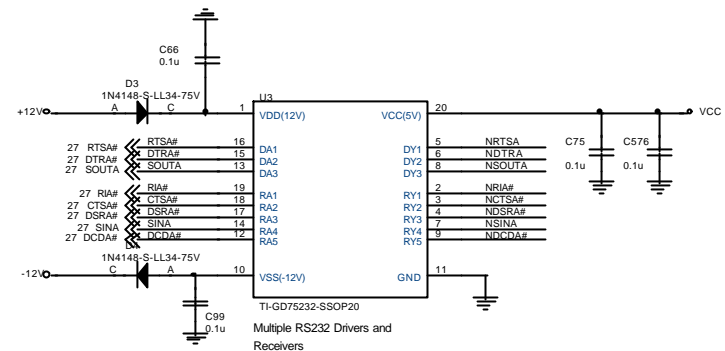 C66
0.1u
D3
1N4148-S-LL34-75V
U3
+12V
A
C
1
VDD(12V)
VCC(5V)
20
VCC
27 RTSA#
RTSA#
16
DA1
DY1
5
NRTSA
27 DTRA#
DTRA#
15
DA2
DY2
6
NDTRA
27 SOUTA
SOUTA
13
DA3
DY3
8
NSOUTA
C75
0.1u
C576
0.1u
27 RIA#
RIA#
19
RA1
RY1
2
NRIA#
27 CTSA#
CTSA#
18
RA2
RY2
3
NCTSA#
27 DSRA#
DSRA#
17
RA3
RY3
4
NDSRA#
27 SINA
SINA
14
RA4
RY4
7
NSINA
27 DCDA#
DCDA#
12
RA5
RY5
9
NDCDA#
1N4148-S-LL34-75V
-12V
C
A
10
VSS(-12V)
GND
11
C99
0.1u
TI-GD75232-SSOP20
Multiple RS232 Drivers and
Receivers